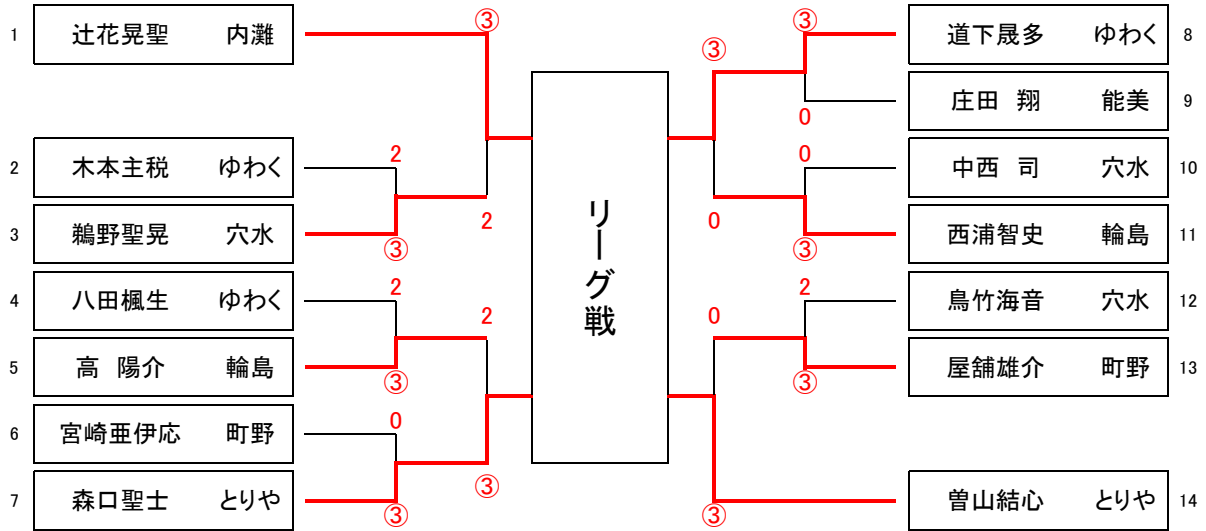 1 辻花晃聖 内灘
2 木本主税 ゆわく
3 鵜野聖晃 穴水
4 八田楓生 ゆわく
5 高 陽介 輪島
6 宮崎亜伊応 町野
7 森口聖士 とりや
③
2
③
2
2
③
2
0
③
③
リーグ戦
③
③
0
0
0
③
2
0
③
③
道下晟多 ゆわく 8
庄田 翔 能美 9
中西 司 穴水 10
西浦智史 輪島 11
鳥竹海音 穴水 12
屋舗雄介 町野 13
曽山結心 とりや 14